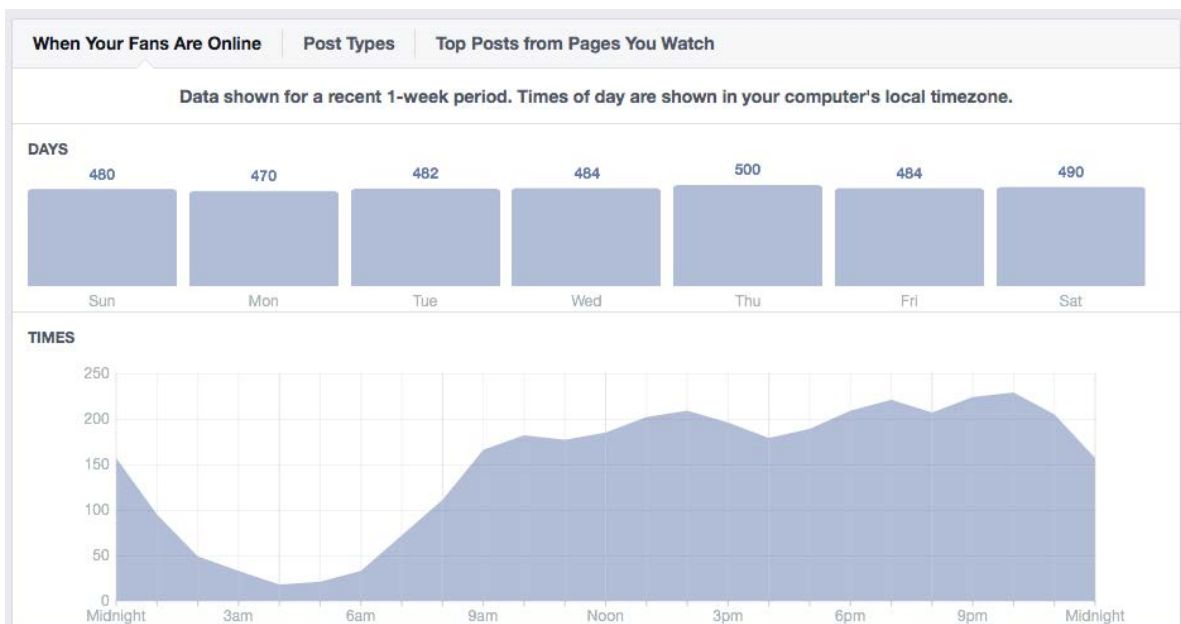 When Your Fans Are Online Post Types Top Posts from Pages You Watch
Data shown for a recent 1-week period. Times of day are shown in your computer's local timezone.
DAYS
480 470 482 484 500 484 490
Sun Mon Tue Wed Thu Fri Sat
TIMES
250
200
150
100
50
0
Midnight 3am 6am 9am Noon 3pm 6pm 9pm Midnight